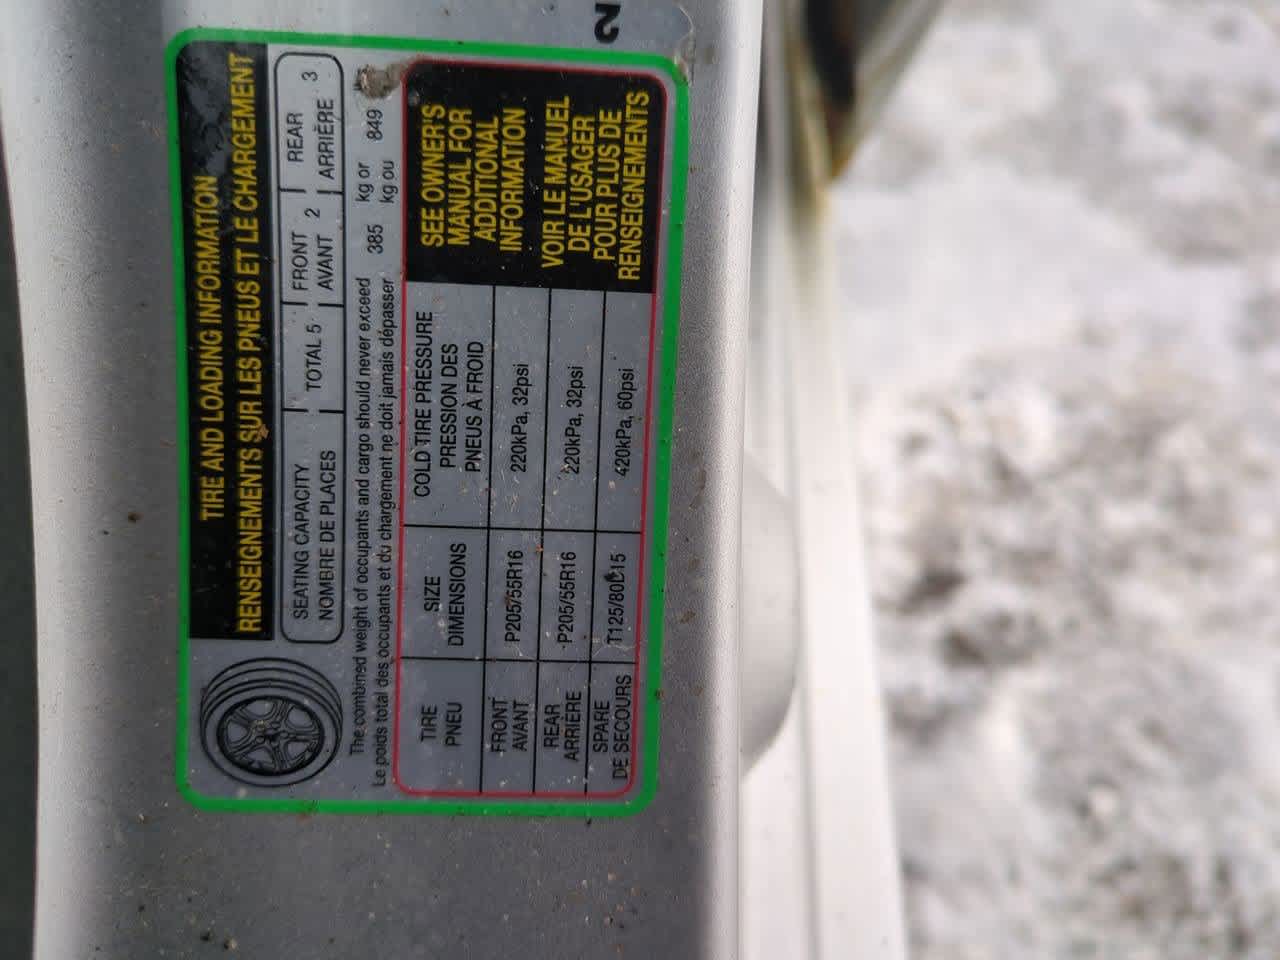 TIRE AND LOADING INFORMATION
RENSEIGNEMENTS SUR LES PNEUS ET LE CHARGEMENT
SEATING CAPACITY
NOMBRE DE PLACES
TOTAL 5
FRONT
AVANT 2
REAR
ARRIÈRE 3
The combined weight of occupants and cargo should never exceed 385 kg or 849
Le poids total des occupants et du chargement ne doit jamais dépasser kg ou
TIRE
PNEU
SIZE
DIMENSIONS
COLD TIRE PRESSURE
PRESSION DES
PNEUS À FROID
FRONT
AVANT
P205/55R16
220kPa, 32psi
REAR
ARRIÈRE
P205/55R16
220kPa, 32psi
SPARE
DE SECOURS
T125/80D15
420kPa, 60psi
SEE OWNER'S
MANUAL FOR
ADDITIONAL
INFORMATION
VOIR LE MANUEL
DE L'USAGER
POUR PLUS DE
RENSEIGNEMENTS